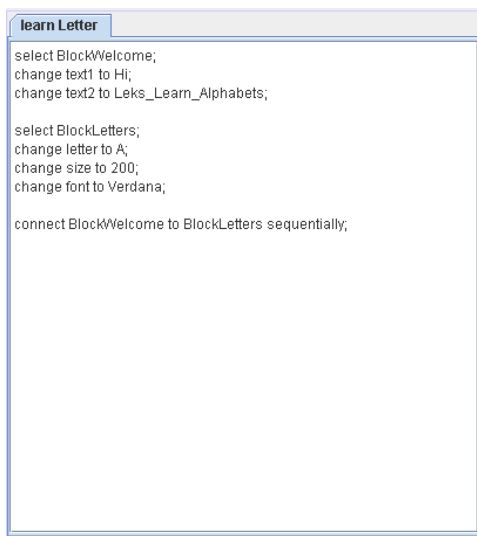 learn Letter
select BlockWelcome;
change text1 to Hi;
change text2 to Leks_Learn_Alphabets;
select BlockLetters;
change letter to A;
change size to 200;
change font to Verdana;
connect BlockWelcome to BlockLetters sequentially;